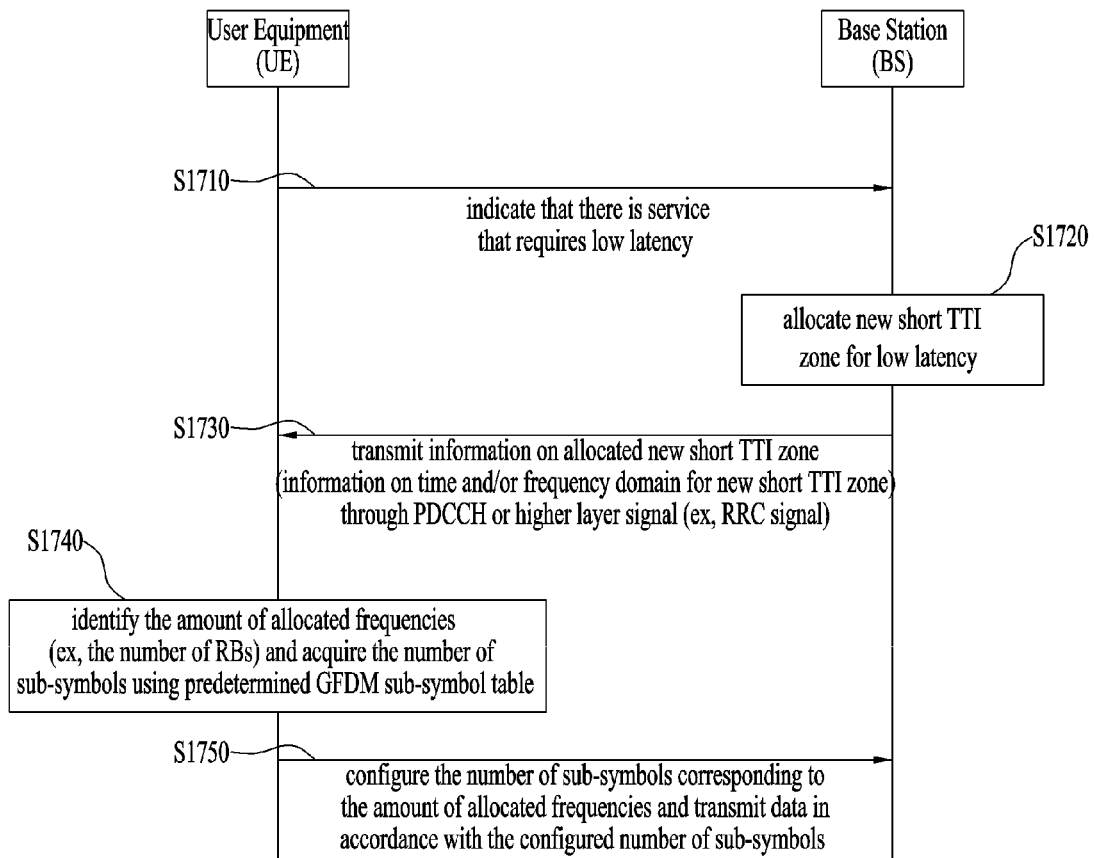 User Equipment
(UE)
Base Station
(BS)
S1710
indicate that there is service
that requires low latency
S1720
allocate new short TTI
zone for low latency
S1730
transmit information on allocated new short TTI zone
(information on time and/or frequency domain for new short TTI zone)
through PDCCH or higher layer signal (ex, RRC signal)
S1740
identify the amount of allocated frequencies
(ex, the number of RBs) and acquire the number of
sub-symbols using predetermined GFDM sub-symbol table
S1750
configure the number of sub-symbols corresponding to
the amount of allocated frequencies and transmit data in
accordance with the configured number of sub-symbols